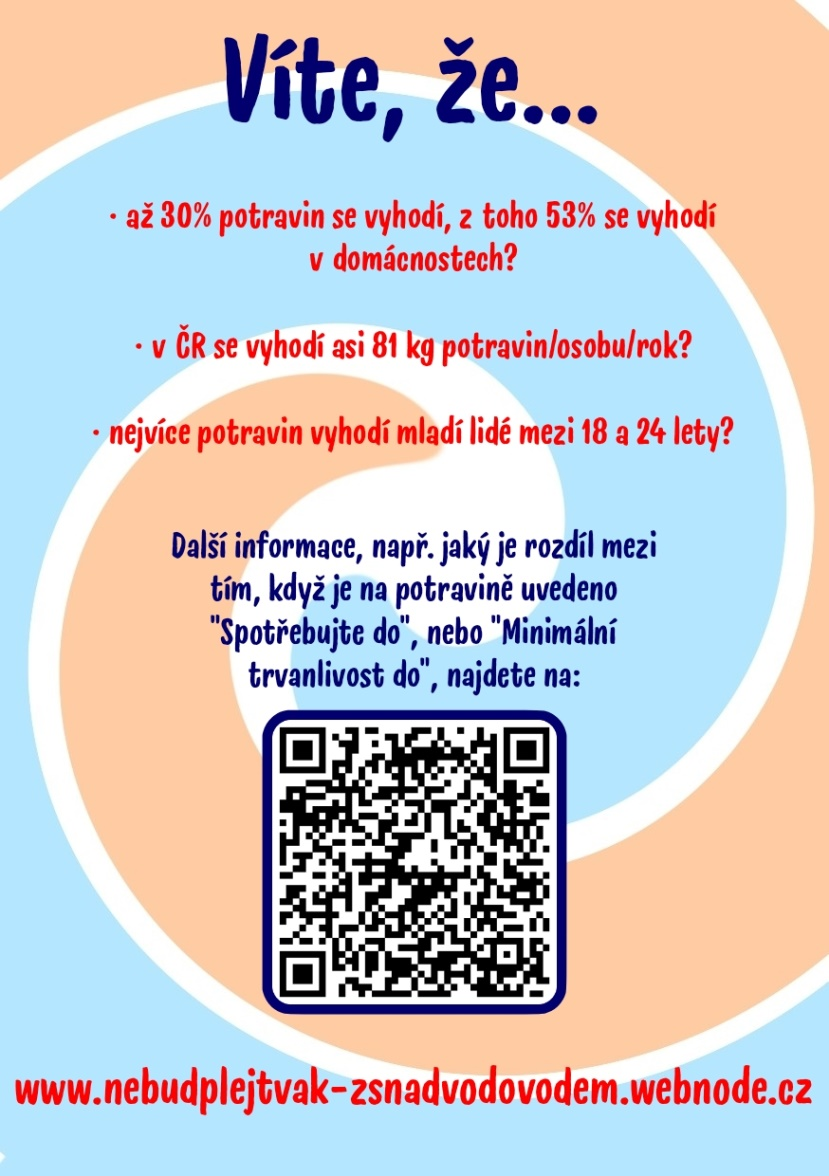 Víte, že...
· až 30% potravin se vyhodí, z toho 53% se vyhodí
v domácnostech?
· v ČR se vyhodí asi 81 kg potravin/osobu/rok?
· nejvíce potravin vyhodí mladí lidé mezi 18 a 24 lety?
Další informace, např. jaký je rozdíl mezi
tím, když je na potravině uvedeno
"Spotřebujte do", nebo "Minimální
trvanlivost do", najdete na:
www.nebudplejtvak-zsnadvodovodem.webnode.cz